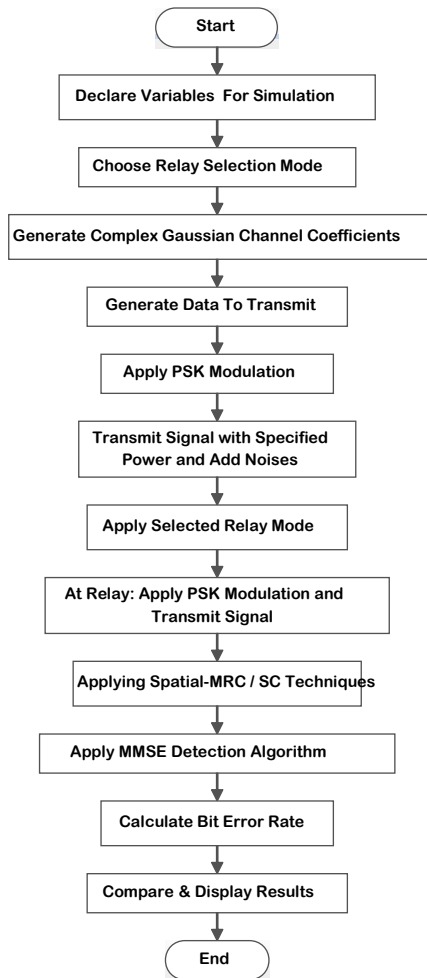 Start
Declare Variables For Simulation
Choose Relay Selection Mode
Generate Complex Gaussian Channel Coefficients
Generate Data To Transmit
Apply PSK Modulation
Transmit Signal with Specified
Power and Add Noises
Apply Selected Relay Mode
At Relay: Apply PSK Modulation and
Transmit Signal
Applying Spatial-MRC / SC Techniques
Apply MMSE Detection Algorithm
Calculate Bit Error Rate
Compare & Display Results
End